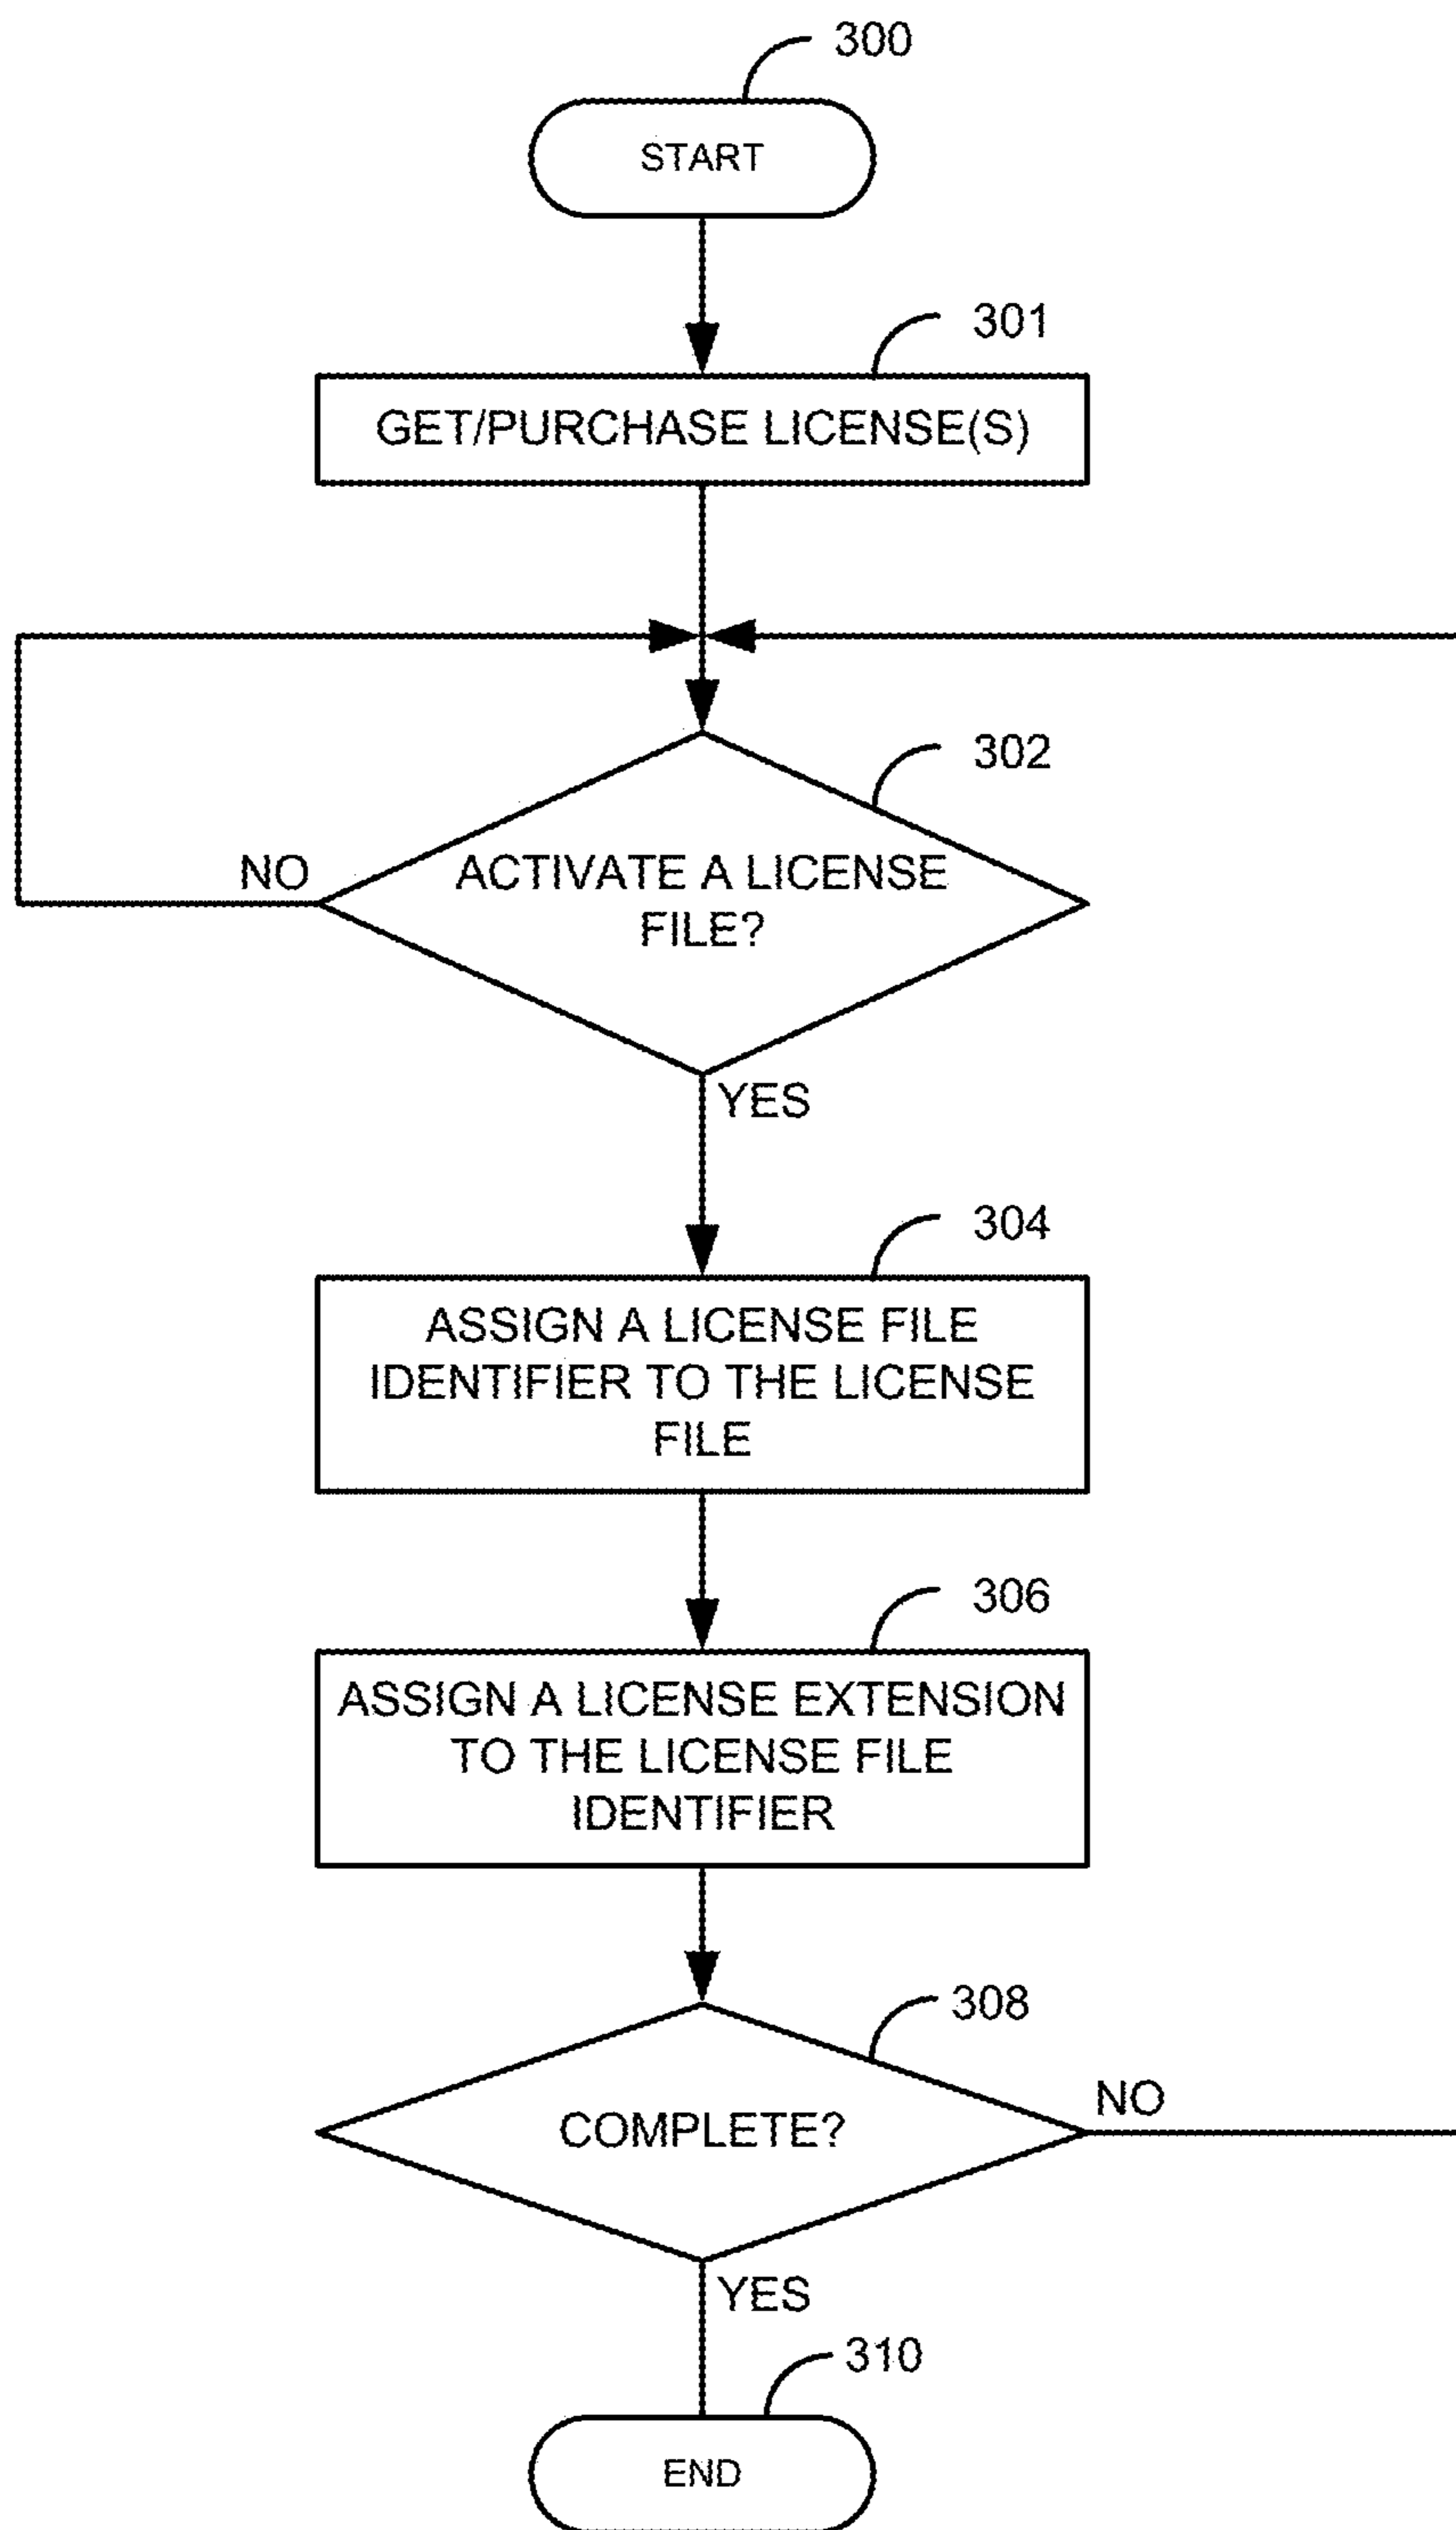 300
START
301
GET/PURCHASE LICENSE(S)
302
ACTIVATE A LICENSE
FILE?
NO
YES
304
ASSIGN A LICENSE FILE
IDENTIFIER TO THE LICENSE
FILE
306
ASSIGN A LICENSE EXTENSION
TO THE LICENSE FILE
IDENTIFIER
308
COMPLETE?
NO
YES
310
END